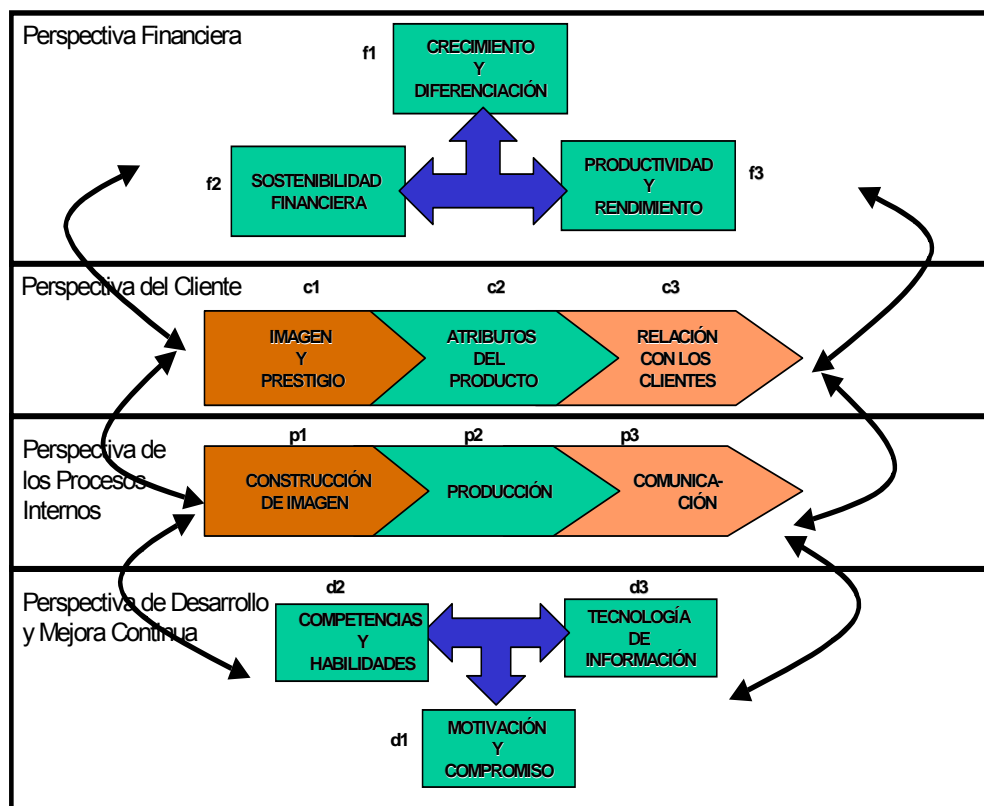 Perspectiva Financiera
f1
CRECIMIENTO
Y
DIFERENCIACIÓN
f2
SOSTENIBILIDAD
FINANCIERA
PRODUCTIVIDAD
Y
RENDIMIENTO
f3
Perspectiva del Cliente
c1
c2
c3
IMAGEN
Y
PRESTIGIO
ATRIBUTOS
DEL
PRODUCTO
RELACIÓN
CON LOS
CLIENTES
Perspectiva de
los Procesos
Internos
p1
p2
p3
CONSTRUCCIÓN
DE IMAGEN
PRODUCCIÓN
COMUNICA-
CIÓN
Perspectiva de Desarrollo
y Mejora Continua
d2
d3
COMPETENCIAS
Y
HABILIDADES
TECNOLOGÍA
DE
INFORMACIÓN
d1
MOTIVACIÓN
Y
COMPROMISO